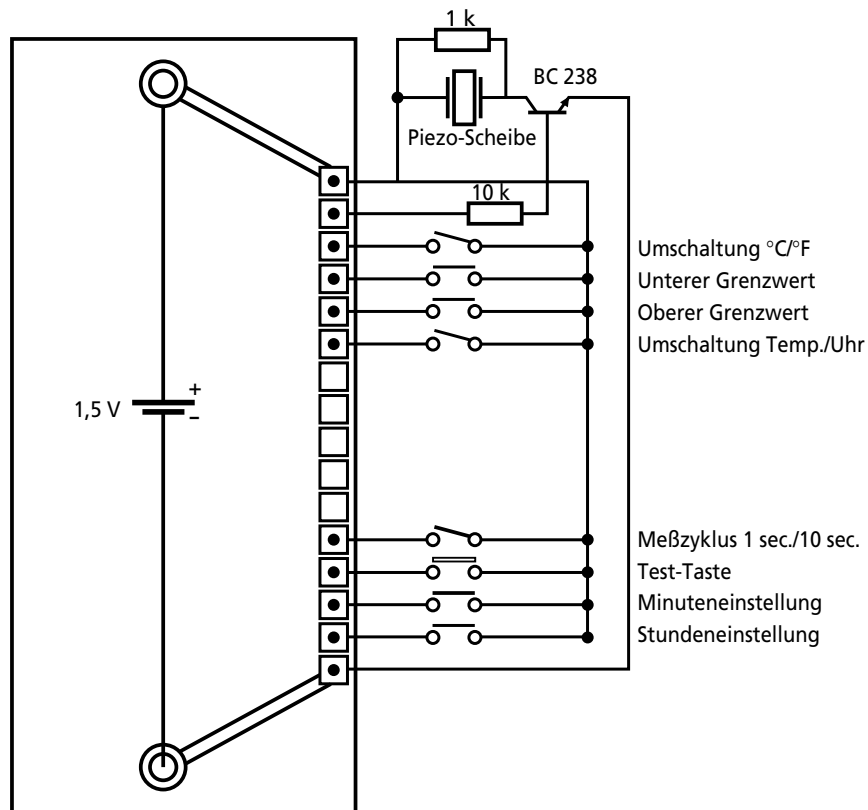 1 k
BC 238
Piezo-Scheibe
10 k
Umschaltung °C/°F
Unterer Grenzwert
Oberer Grenzwert
Umschaltung Temp./Uhr
+
1,5 V
–
Meßzyklus 1 sec./10 sec.
Test-Taste
Minuteneinstellung
Stundeneinstellung